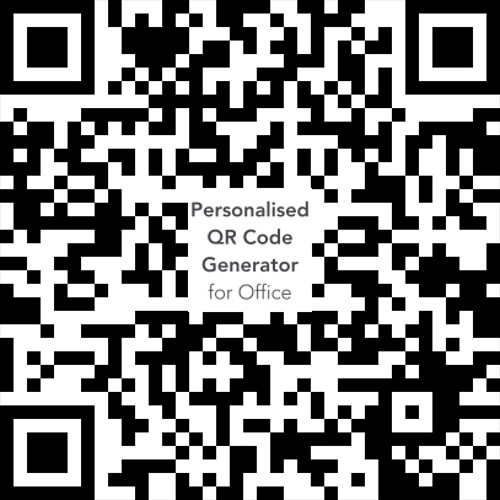 Personalised
QR Code
Generator
for Office